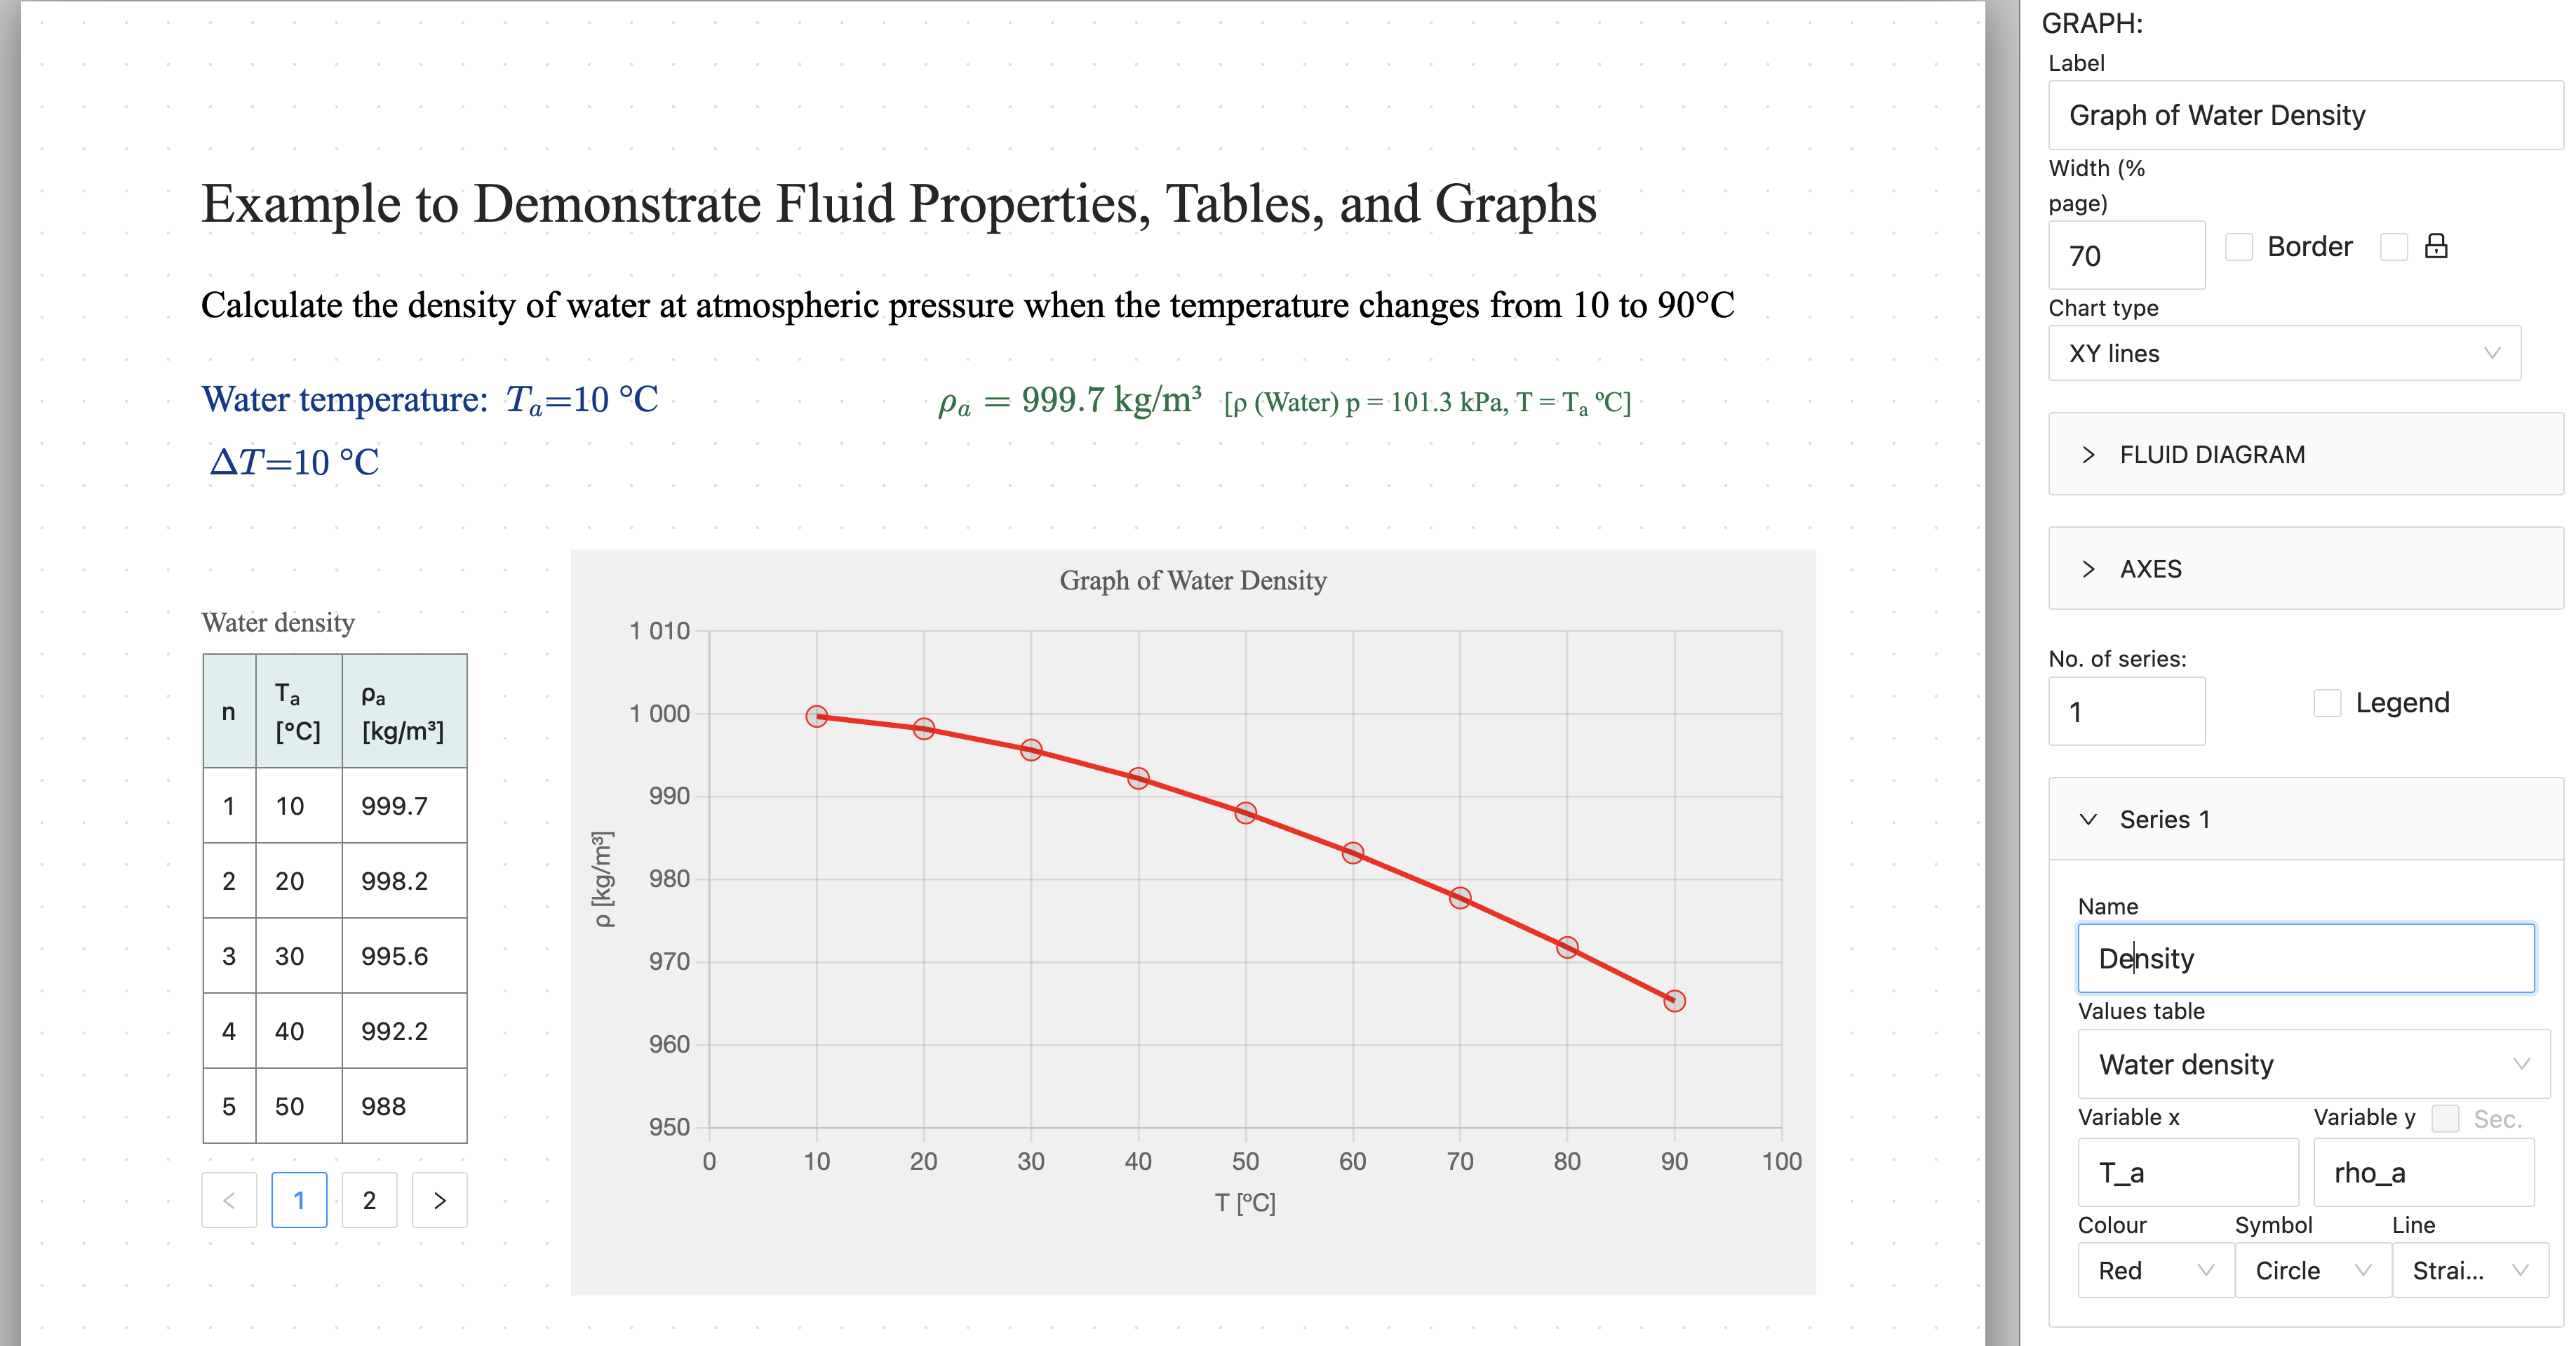 Example to Demonstrate Fluid Properties, Tables, and Graphs
Calculate the density of water at atmospheric pressure when the temperature changes from 10 to 90°C
Water temperature: Tₐ=10 °C
ρₐ = 999.7 kg/m³ [ρ (Water) p = 101.3 kPa, T = Tₐ ºC]
ΔT=10 °C
Water density
n Tₐ [°C] ρₐ [kg/m³]
1 10 999.7
2 20 998.2
3 30 995.6
4 40 992.2
5 50 988
< 1 2 >
Graph of Water Density
1 010
1 000
990
980
970
960
950
ρ [kg/m³]
0 10 20 30 40 50 60 70 80 90 100
T [ºC]
GRAPH:
Label
Graph of Water Density
Width (%
page)
70 Border
Chart type
XY lines
> FLUID DIAGRAM
> AXES
No. of series:
1 Legend
Series 1
Name
Density
Values table
Water density
Variable x Variable y Sec.
T_a rho_a
Colour Symbol Line
Red Circle Strai...